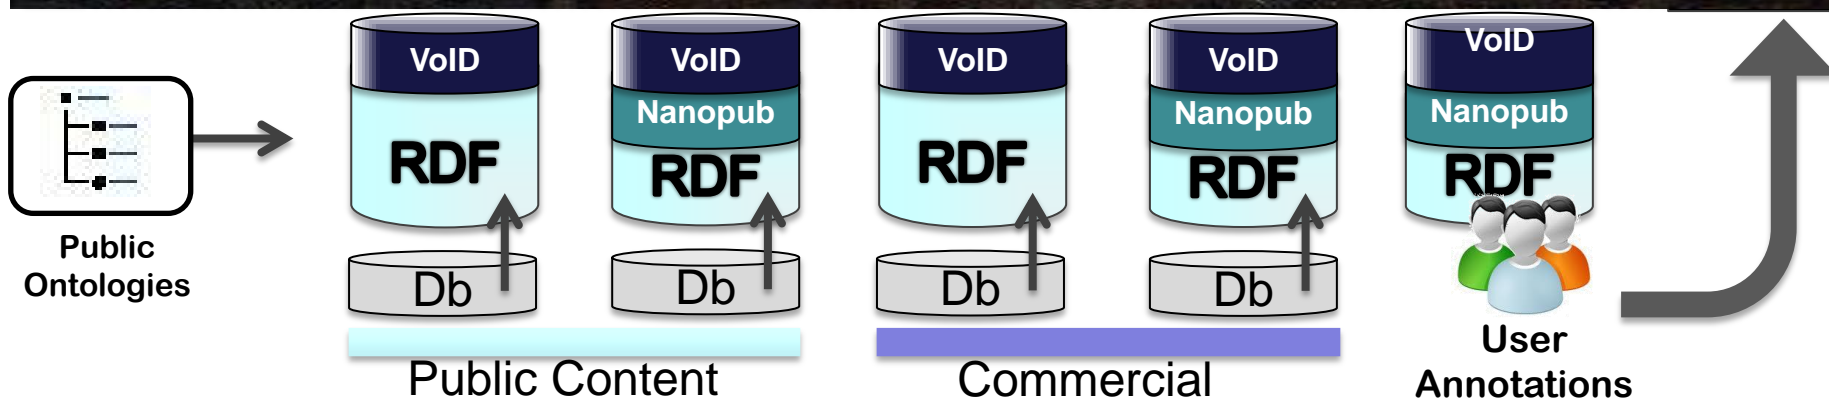 VoID
RDF
Db
VoID
Nanopub
RDF
Db
VoID
RDF
Db
VoID
Nanopub
RDF
Db
VoID
Nanopub
RDF
Public
Ontologies
Public Content
Commercial
User
Annotations